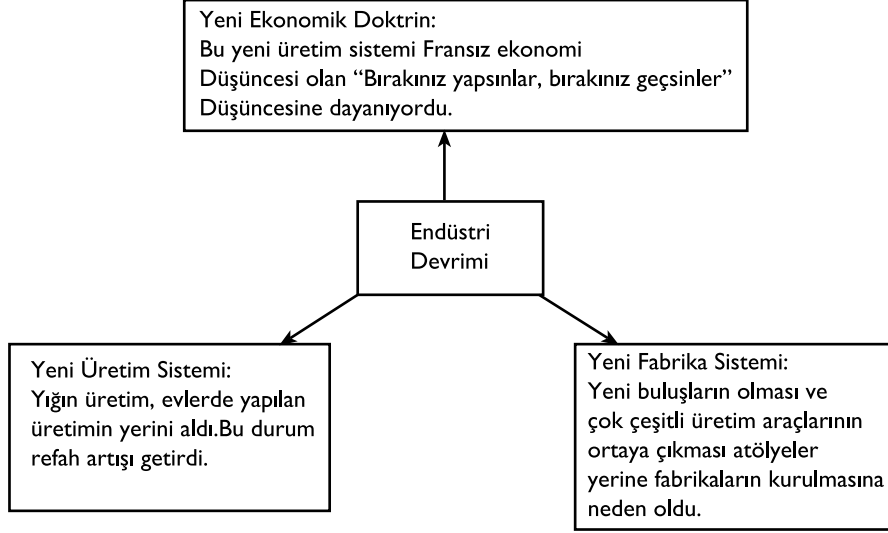 Yeni Ekonomik Doktrin:
Bu yeni üretim sistemi Fransız ekonomi
Düşüncesi olan “Bırakınız yapsınlar, bırakınız geçsinler”
Düşüncesine dayanıyordu.
Endüstri
Devrimi
Yeni Üretim Sistemi:
Yığın üretim, evlerde yapılan
üretimin yerini aldı.Bu durum
refah artışı getirdi.
Yeni Fabrika Sistemi:
Yeni buluşların olması ve
çok çeşitli üretim araçlarının
ortaya çıkması atölyeler
yerine fabrikaların kurulmasına
neden oldu.